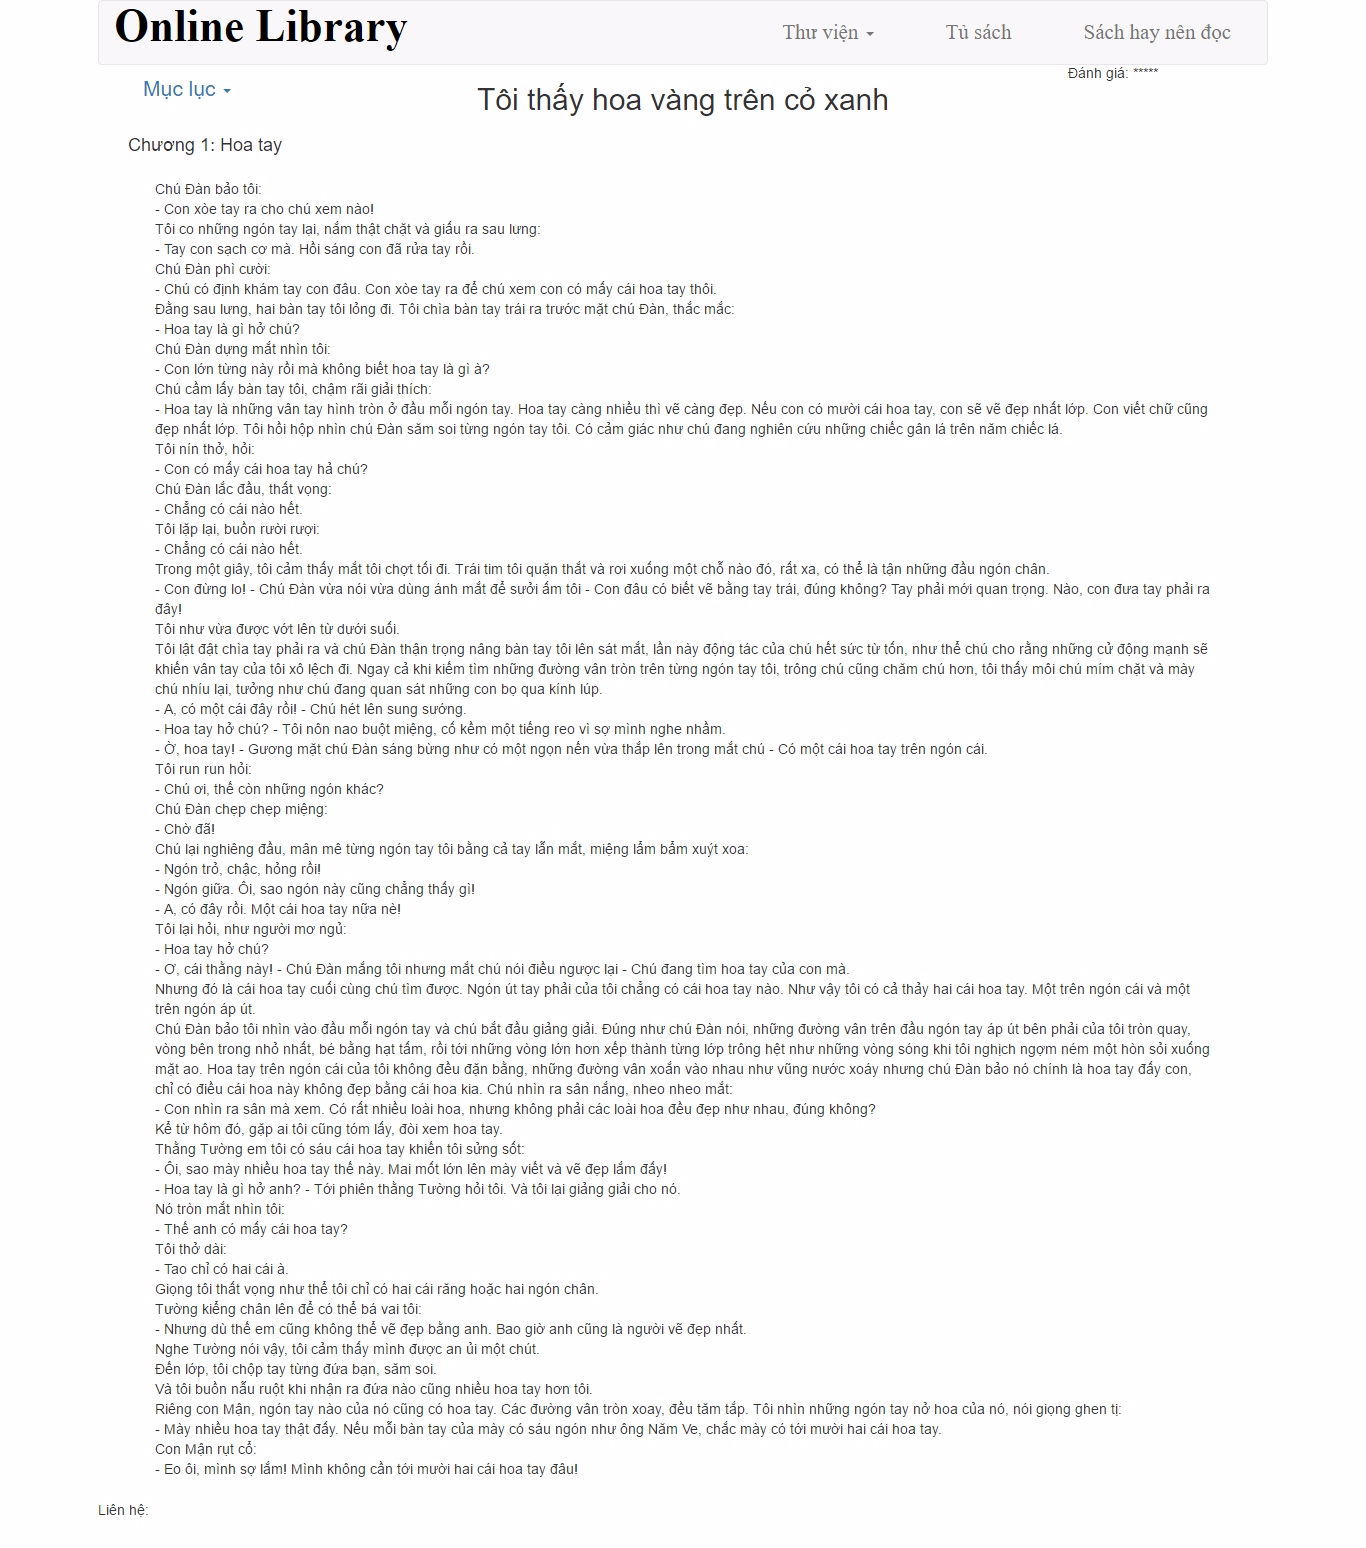 Online Library
Thư viện
Tủ sách
Sách hay nên đọc
Đánh giá: *****
Mục lục
Tôi thấy hoa vàng trên cỏ xanh
Chương 1: Hoa tay
Chú Đàn bảo tôi:
- Con xòe tay ra cho chú xem nào!
Tôi co những ngón tay lại, nắm thật chặt và giấu ra sau lưng:
- Tay con sạch cơ mà. Hồi sáng con đã rửa tay rồi.
Chú Đàn phì cười:
- Chú có định khám tay con đâu. Con xòe tay ra để chú xem con có mấy cái hoa tay thôi.
Đằng sau lưng, hai bàn tay tôi lỏng đi. Tôi chìa bàn tay trái ra trước mặt chú Đàn, thắc mắc:
- Hoa tay là gì hở chú?
Chú Đàn dựng mắt nhìn tôi:
- Con lớn từng này rồi mà không biết hoa tay là gì à?
Chú cầm lấy bàn tay tôi, chậm rãi giải thích:
- Hoa tay là những vân tay hình tròn ở đầu mỗi ngón tay. Hoa tay càng nhiều thì vẽ càng đẹp. Nếu con có mười cái hoa tay, con sẽ vẽ đẹp nhất lớp. Con viết chữ cũng
đẹp nhất lớp. Tôi hồi hộp nhìn chú Đàn săm soi từng ngón tay tôi. Có cảm giác như chú đang nghiên cứu những chiếc gân lá trên năm chiếc lá.
Tôi nín thở, hỏi:
- Con có mấy cái hoa tay hả chú?
Chú Đàn lắc đầu, thất vọng:
- Chẳng có cái nào hết.
Tôi lặp lại, buồn rười rượi:
- Chẳng có cái nào hết.
Trong một giây, tôi cảm thấy mắt tôi chợt tối đi. Trái tim tôi quặn thắt và rơi xuống một chỗ nào đó, rất xa, có thể là tận những đầu ngón chân.
- Con đừng lo! - Chú Đàn vừa nói vừa dùng ánh mắt để sưởi ấm tôi - Con đâu có biết vẽ bằng tay trái, đúng không? Tay phải mới quan trọng. Nào, con đưa tay phải ra
đây!
Tôi như vừa được vớt lên từ dưới suối.
Tôi lật đật chìa tay phải ra và chú Đàn thận trọng nâng bàn tay tôi lên sát mắt, lần này động tác của chú hết sức từ tốn, như thể chú cho rằng những cử động mạnh sẽ
khiến vân tay của tôi xô lệch đi. Ngay cả khi kiếm tìm những đường vân tròn trên từng ngón tay tôi, trông chú cũng chăm chú hơn, tôi thấy môi chú mím chặt và mày
chú nhíu lại, tưởng như chú đang quan sát những con bọ qua kính lúp.
- A, có một cái đây rồi! - Chú hét lên sung sướng.
- Hoa tay hở chú? - Tôi nôn nao buột miệng, cố kềm một tiếng reo vì sợ mình nghe nhầm.
- Ờ, hoa tay! - Gương mặt chú Đàn sáng bừng như có một ngọn nến vừa thắp lên trong mắt chú - Có một cái hoa tay trên ngón cái.
Tôi run run hỏi:
- Chú ơi, thế còn những ngón khác?
Chú Đàn chẹp chẹp miệng:
- Chờ đã!
Chú lại nghiêng đầu, mân mê từng ngón tay tôi bằng cả tay lẫn mắt, miệng lẩm bẩm xuýt xoa:
- Ngón trỏ, chậc, hỏng rồi!
- Ngón giữa. Ôi, sao ngón này cũng chẳng thấy gì!
- A, có đây rồi. Một cái hoa tay nữa nè!
Tôi lại hỏi, như người mơ ngủ:
- Hoa tay hở chú?
- Ơ, cái thằng này! - Chú Đàn mắng tôi nhưng mắt chú nói điều ngược lại - Chú đang tìm hoa tay của con mà.
Nhưng đó là cái hoa tay cuối cùng chú tìm được. Ngón út tay phải của tôi chẳng có cái hoa tay nào. Như vậy tôi có cả thảy hai cái hoa tay. Một trên ngón cái và một
trên ngón áp út.
Chú Đàn bảo tôi nhìn vào đầu mỗi ngón tay và chú bắt đầu giảng giải. Đúng như chú Đàn nói, những đường vân trên đầu ngón tay áp út bên phải của tôi tròn quay,
vòng bên trong nhỏ nhất, bé bằng hạt tấm, rồi tới những vòng lớn hơn xếp thành từng lớp trông hệt như những vòng sóng khi tôi nghịch ngợm ném một hòn sỏi xuống
mặt ao. Hoa tay trên ngón cái của tôi không đều đặn bằng, những đường vân xoắn vào nhau như vũng nước xoáy nhưng chú Đàn bảo nó chính là hoa tay đấy con,
chỉ có điều cái hoa này không đẹp bằng cái hoa kia. Chú nhìn ra sân nắng, nheo nheo mắt:
- Con nhìn ra sân mà xem. Có rất nhiều loài hoa, nhưng không phải các loài hoa đều đẹp như nhau, đúng không?
Kể từ hôm đó, gặp ai tôi cũng tóm lấy, đòi xem hoa tay.
Thằng Tường em tôi có sáu cái hoa tay khiến tôi sửng sốt:
- Ôi, sao mày nhiều hoa tay thế này. Mai mốt lớn lên mày viết và vẽ đẹp lắm đấy!
- Hoa tay là gì hở anh? - Tới phiên thằng Tường hỏi tôi. Và tôi lại giảng giải cho nó.
Nó tròn mắt nhìn tôi:
- Thế anh có mấy cái hoa tay?
Tôi thở dài:
- Tao chỉ có hai cái à.
Giọng tôi thất vọng như thể tôi chỉ có hai cái răng hoặc hai ngón chân.
Tường kiểng chân lên để có thể bá vai tôi:
- Nhưng dù thế em cũng không thể vẽ đẹp bằng anh. Bao giờ anh cũng là người vẽ đẹp nhất.
Nghe Tường nói vậy, tôi cảm thấy mình được an ủi một chút.
Đến lớp, tôi chộp tay từng đứa bạn, săm soi.
Và tôi buồn nẫu ruột khi nhận ra đứa nào cũng nhiều hoa tay hơn tôi.
Riêng con Mận, ngón tay nào của nó cũng có hoa tay. Các đường vân tròn xoay, đều tăm tắp. Tôi nhìn những ngón tay nở hoa của nó, nói giọng ghen tị:
- Mày nhiều hoa tay thật đấy. Nếu mỗi bàn tay của mày có sáu ngón như ông Năm Ve, chắc mày có tới mười hai cái hoa tay.
Con Mận rụt cổ:
- Eo ôi, mình sợ lắm! Mình không cần tới mười hai cái hoa tay đâu!
Liên hệ: